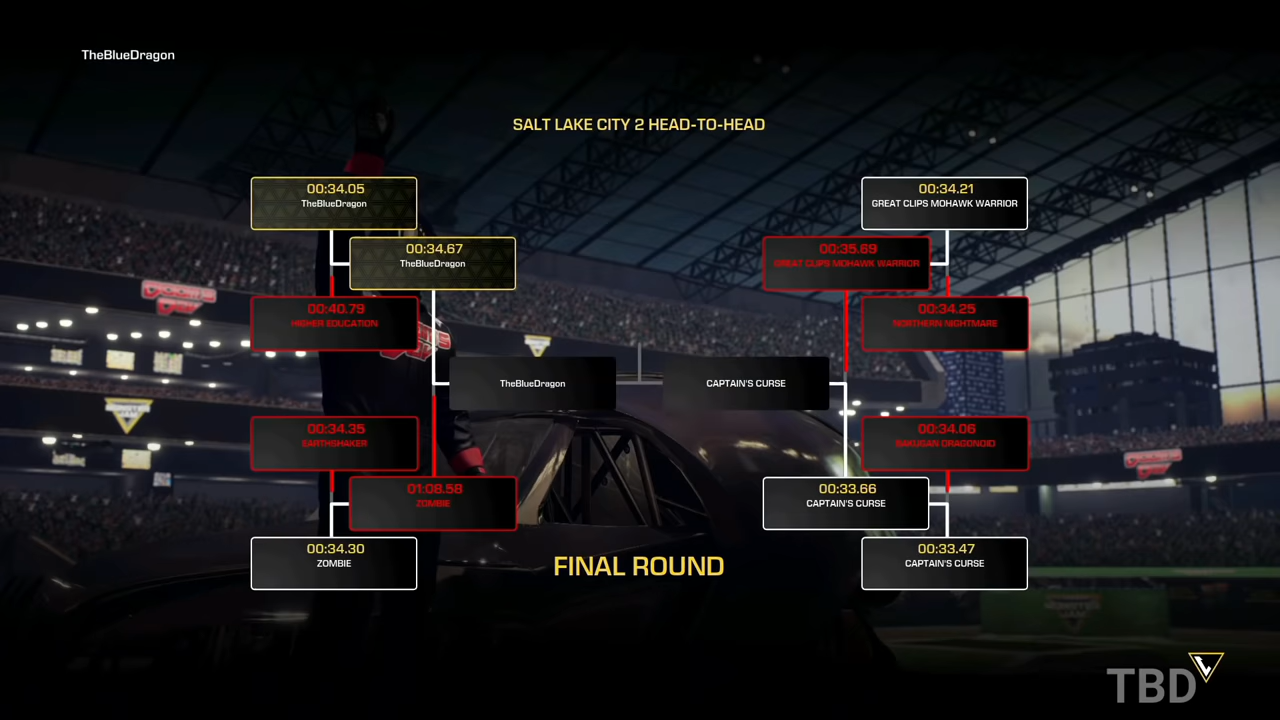 TheBlueDragon
SALT LAKE CITY 2 HEAD-TO-HEAD
00:34.05
TheBlueDragon
00:34.67
TheBlueDragon
00:40.79
HIGHER EDUCATION
TheBlueDragon
00:34.35
EARTHSHAKER
01:08.58
ZOMBIE
00:34.30
ZOMBIE
00:34.21
GREAT CLIPS MOHAWK WARRIOR
00:35.69
GREAT CLIPS MOHAWK WARRIOR
00:34.25
NORTHERN NIGHTMARE
CAPTAIN'S CURSE
00:34.06
BAKUGAN DRAGONOID
00:33.66
CAPTAIN'S CURSE
00:33.47
CAPTAIN'S CURSE
FINAL ROUND
TBD